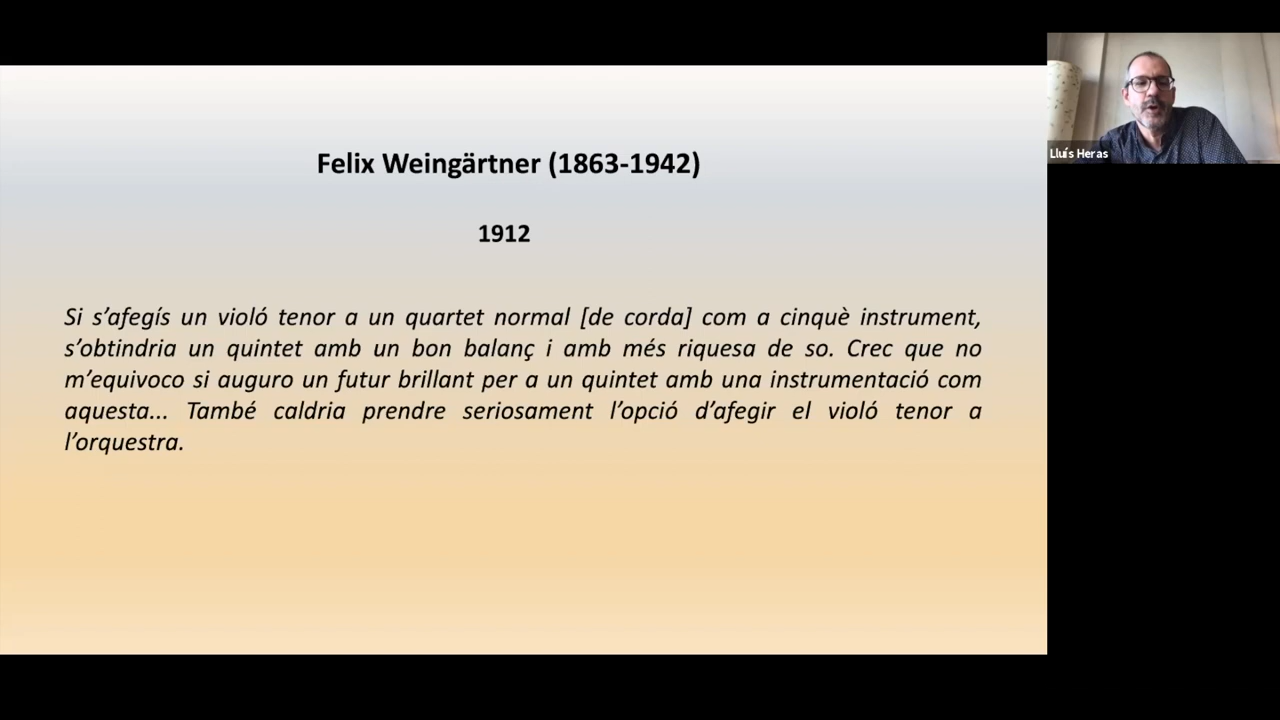 Felix Weingärtner (1863-1942)
1912
Si s’afegís un violó tenor a un quartet normal [de corda] com a cinquè instrument,
s’obtindria un quintet amb un bon balanç i amb més riquesa de so. Crec que no
m’equivoco si auguro un futur brillant per a un quintet amb una instrumentació com
aquesta... També caldria prendre seriosament l’opció d’afegir el violó tenor a
l’orquestra.
Lluís Heras